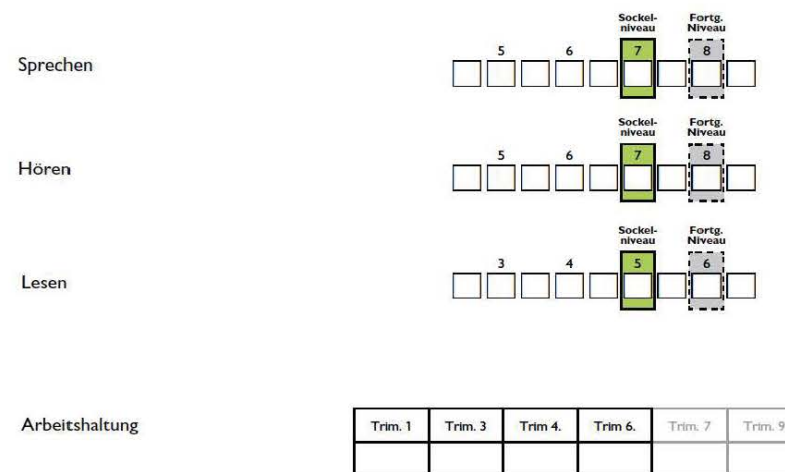 Sockel- Fortg.
niveau Niveau
5 6 7 8
Sprechen
Sockel- Fortg.
niveau Niveau
5 6 7 8
Hören
Sockel- Fortg.
niveau Niveau
3 4 5 6
Lesen
Arbeitshaltung
Trim. 1 Trim. 3 Trim 4. Trim 6. Trim. 7 Trim. 9